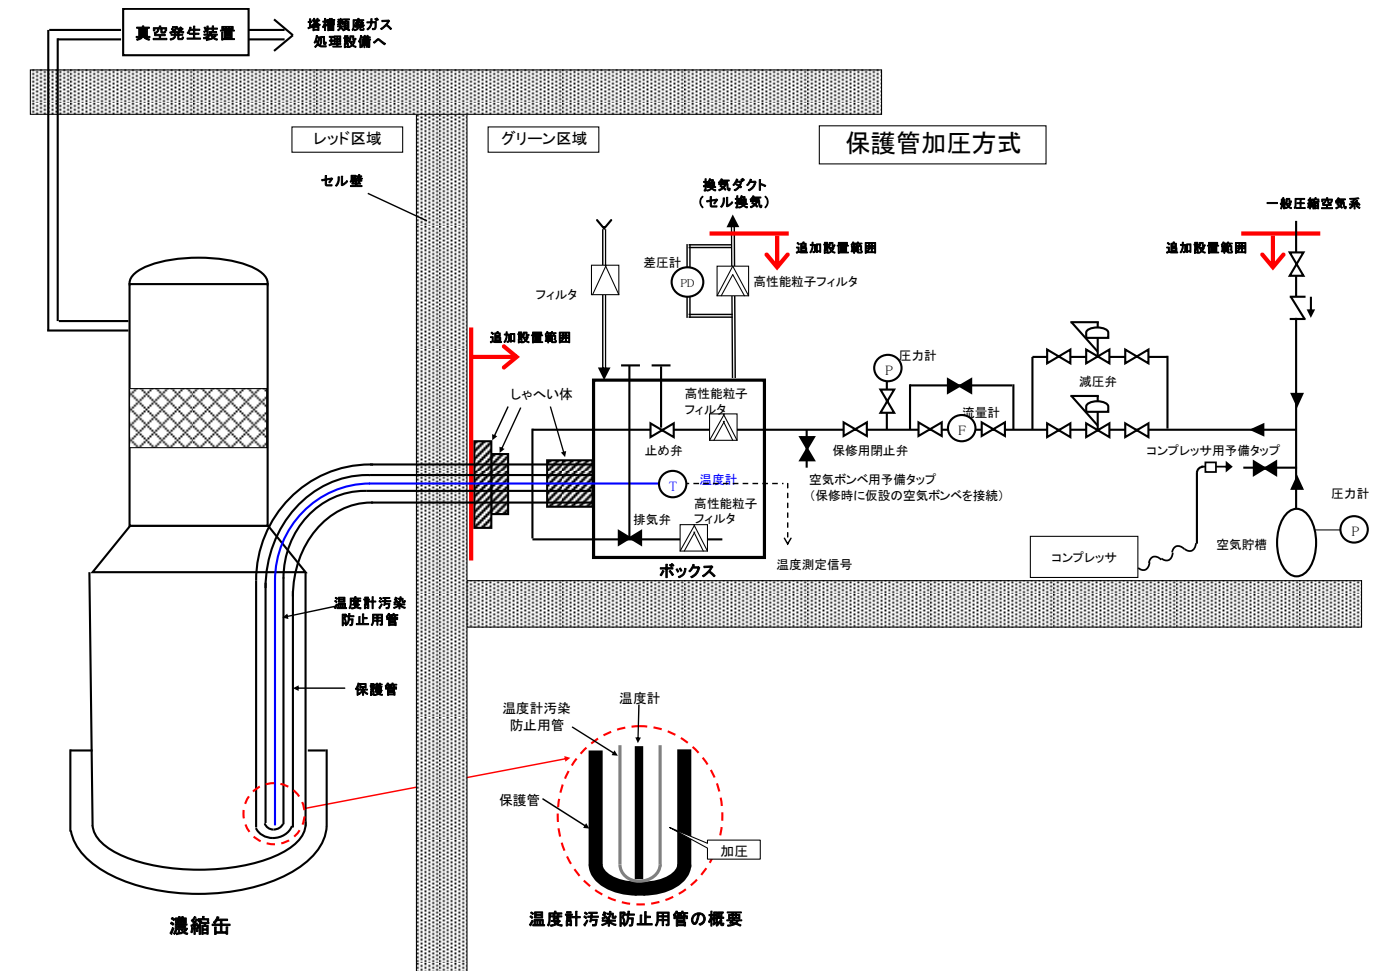 真空発生装置
塔槽類廃ガス
処理設備へ
レッド区域
グリーン区域
保護管加圧方式
セル壁
換気ダクト
（セル換気）
一般圧縮空気系
追加設置範囲
追加設置範囲
差圧計
PD
高性能粒子フィルタ
フィルタ
追加設置範囲
圧力計
P
減圧弁
しゃへい体
高性能粒子
フィルタ
流量計
F
止め弁
保修用閉止弁
コンプレッサ用予備タップ
温度計
T
空気ボンベ用予備タップ
（保修時に仮設の空気ボンベを接続）
高性能粒子
フィルタ
排気弁
圧力計
P
空気貯槽
コンプレッサ
温度測定信号
ボックス
温度計汚染
防止用管
保護管
温度計
温度計汚染
防止用管
保護管
加圧
温度計汚染防止用管の概要
濃縮缶